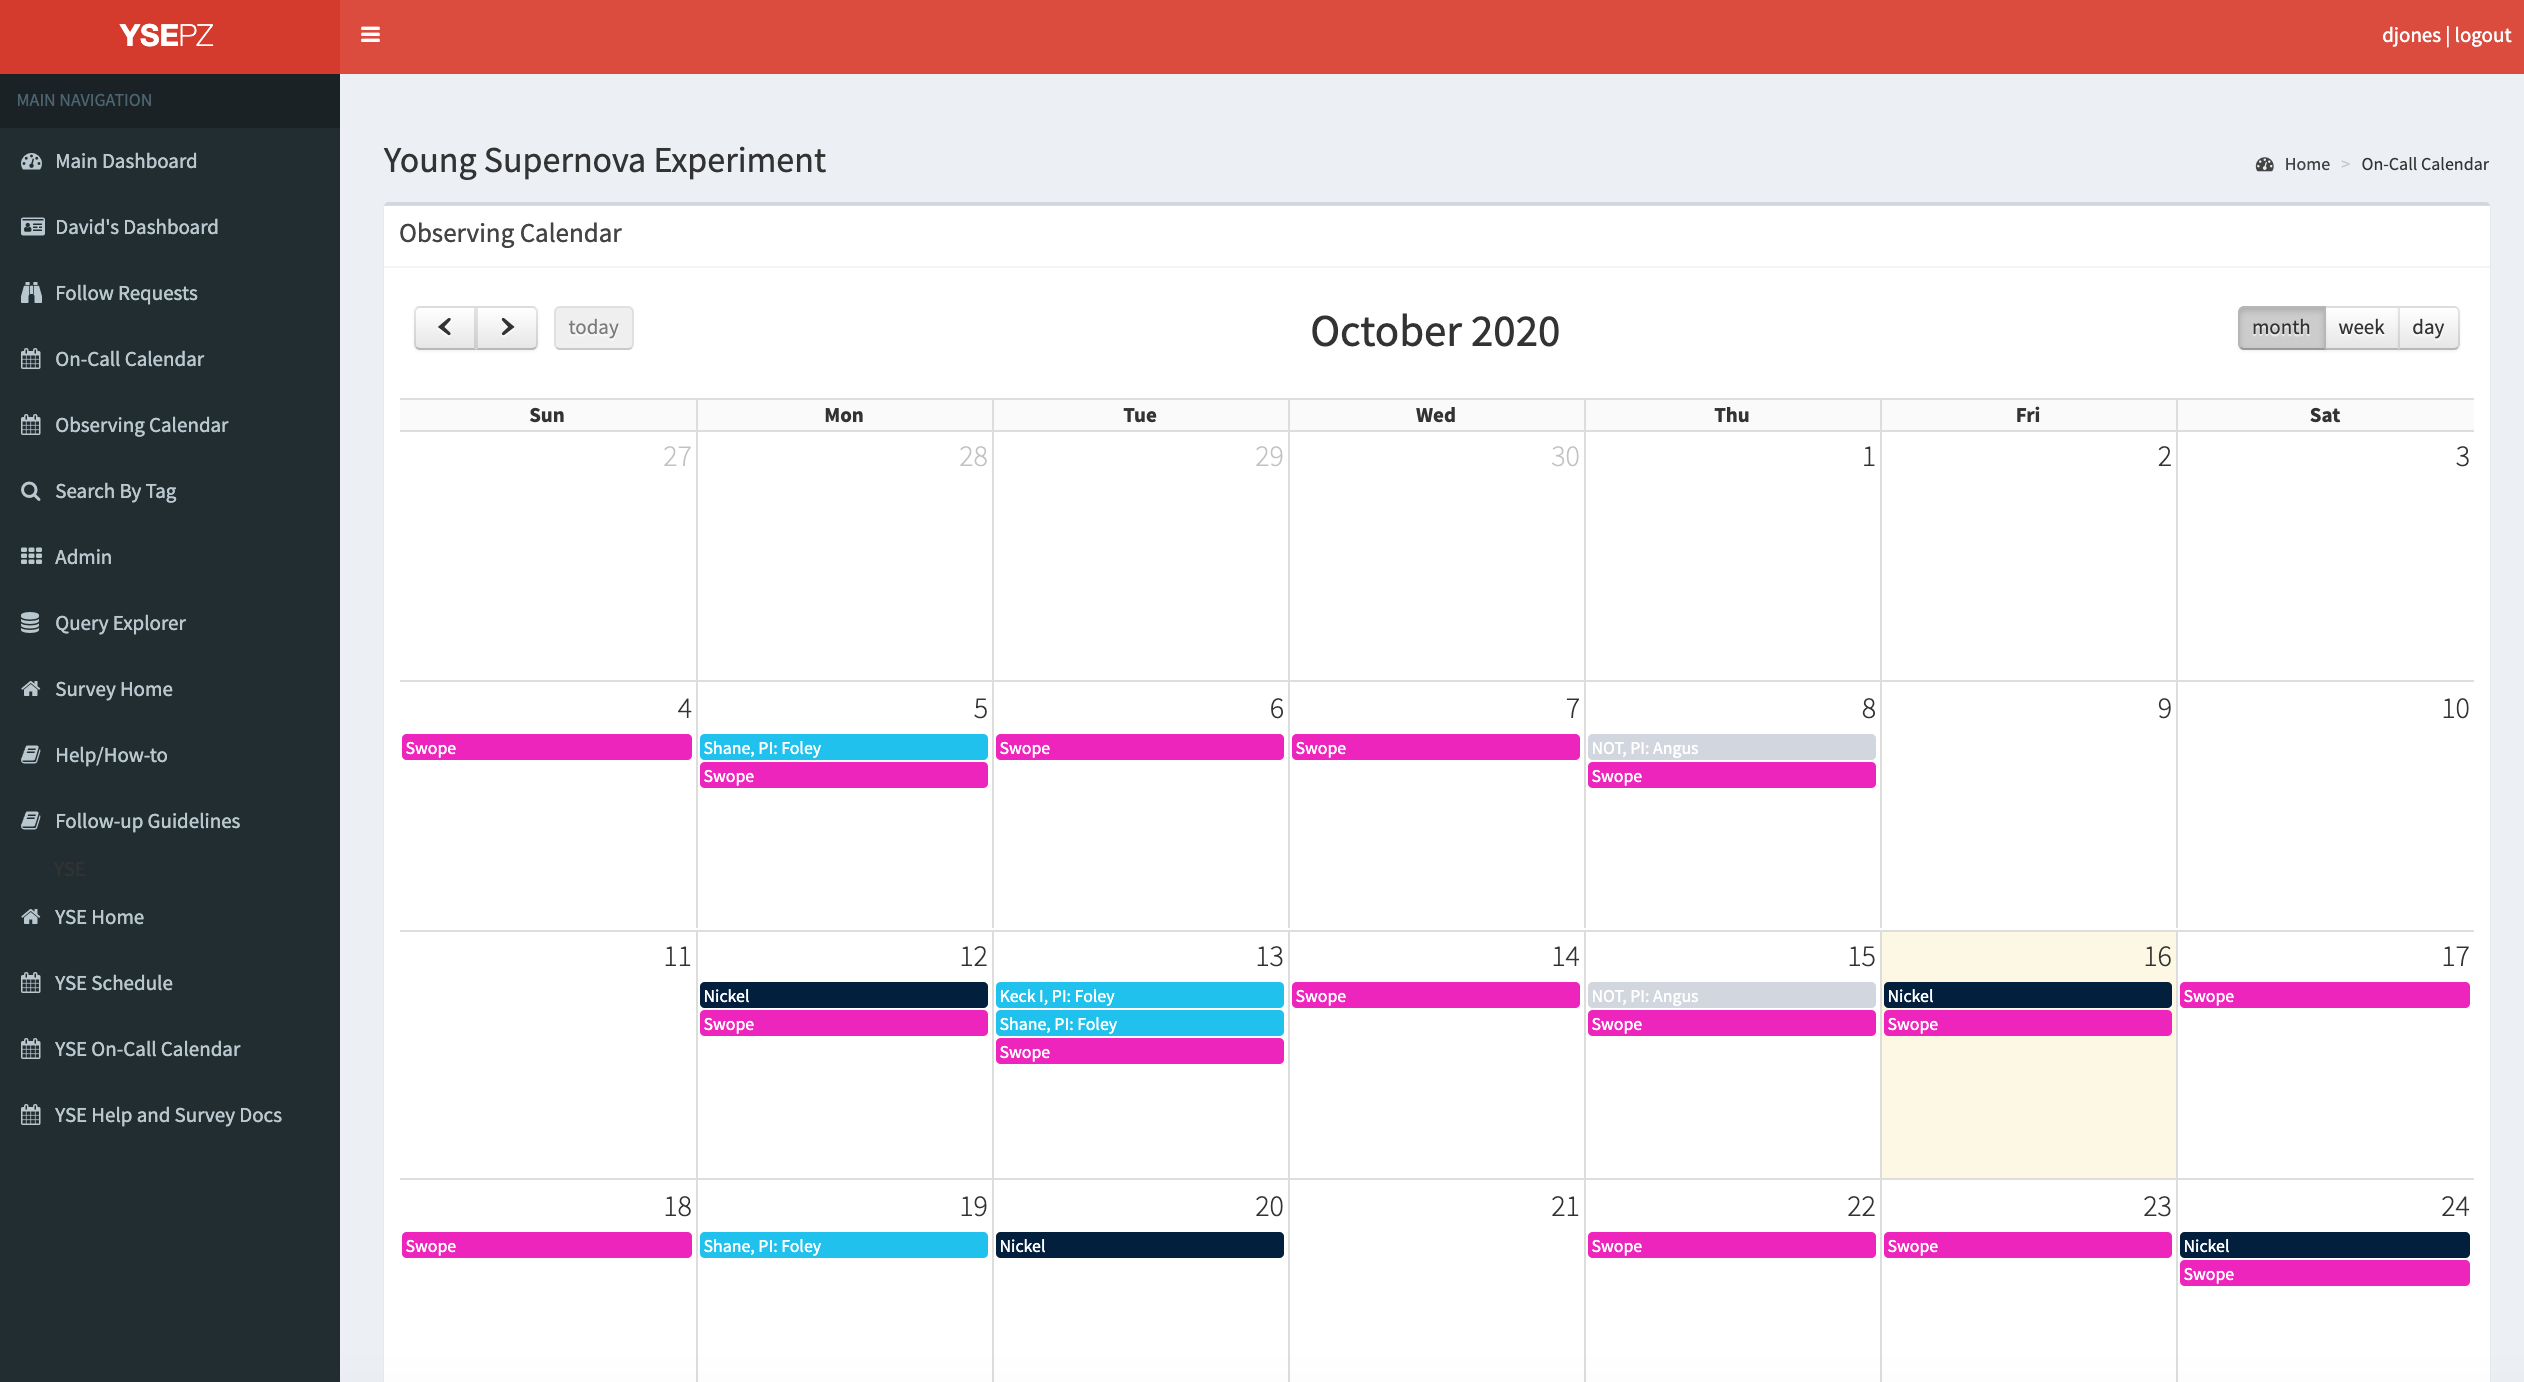 YSEPZ
djones | logout
MAIN NAVIGATION
Main Dashboard
David's Dashboard
Follow Requests
On-Call Calendar
Observing Calendar
Search By Tag
Admin
Query Explorer
Survey Home
Help/How-to
Follow-up Guidelines
YSE
YSE Home
YSE Schedule
YSE On-Call Calendar
YSE Help and Survey Docs
Young Supernova Experiment
Home > On-Call Calendar
Observing Calendar
today
October 2020
month week day
Sun Mon Tue Wed Thu Fri Sat
27 28 29 30 1 2 3
4 5 6 7 8 9 10
Swope Shane, PI: Foley Swope Swope NOT, PI: Angus
Swope Swope
11 12 13 14 15 16 17
Nickel Keck I, PI: Foley Swope NOT, PI: Angus Nickel Swope
Swope Shane, PI: Foley Swope Swope
Swope
18 19 20 21 22 23 24
Swope Shane, PI: Foley Nickel Swope Swope Nickel
Swope